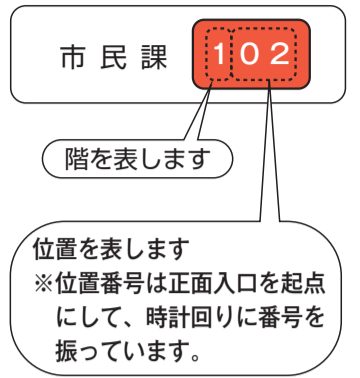 市民課 102
階を表します
位置を表します
※位置番号は正面入口を起点
にして、時計回りに番号を
振っています。